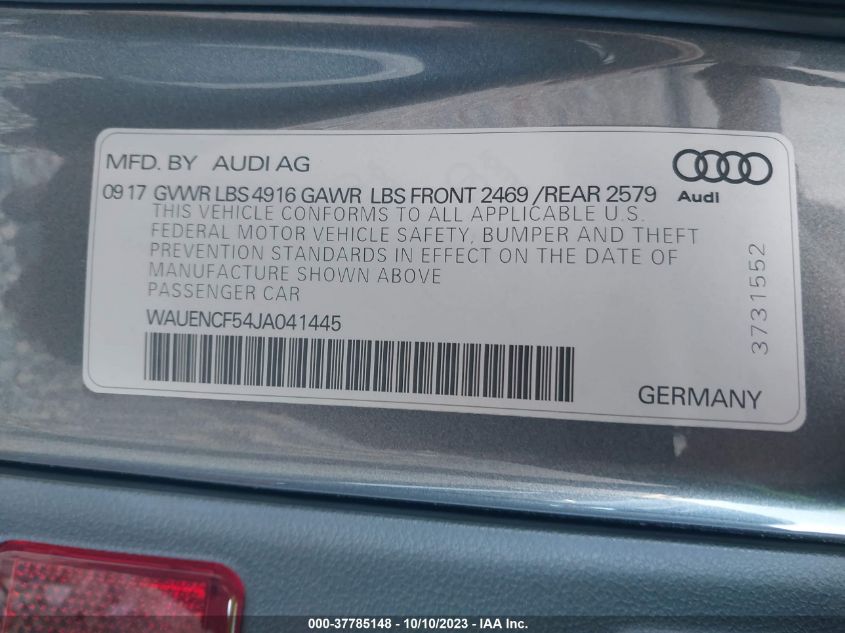 MFD. BY AUDI AG
Audi
09 17 GVWR LBS 4916 GAWR LBS FRONT 2469 /REAR 2579
THIS VEHICLE CONFORMS TO ALL APPLICABLE U.S.
FEDERAL MOTOR VEHICLE SAFETY, BUMPER AND THEFT
PREVENTION STANDARDS IN EFFECT ON THE DATE OF
MANUFACTURE SHOWN ABOVE
PASSENGER CAR
WAUENCF54JA041445
3731552
GERMANY
000-37785148 - 10/10/2023 - IAA Inc.